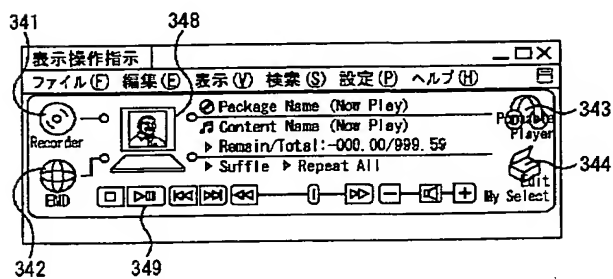 341
348
表示操作指示
ファイル(F) 編集(E) 表示(V) 検索(S) 設定(P) ヘルプ(H)
Package Name (Now Play)
Content Name (Now Play)
Remain/Total:-000.00/999.59
Suffle Repeat All
Recorder
Portable
Player
343
344
END
Edit
My Select
342
349